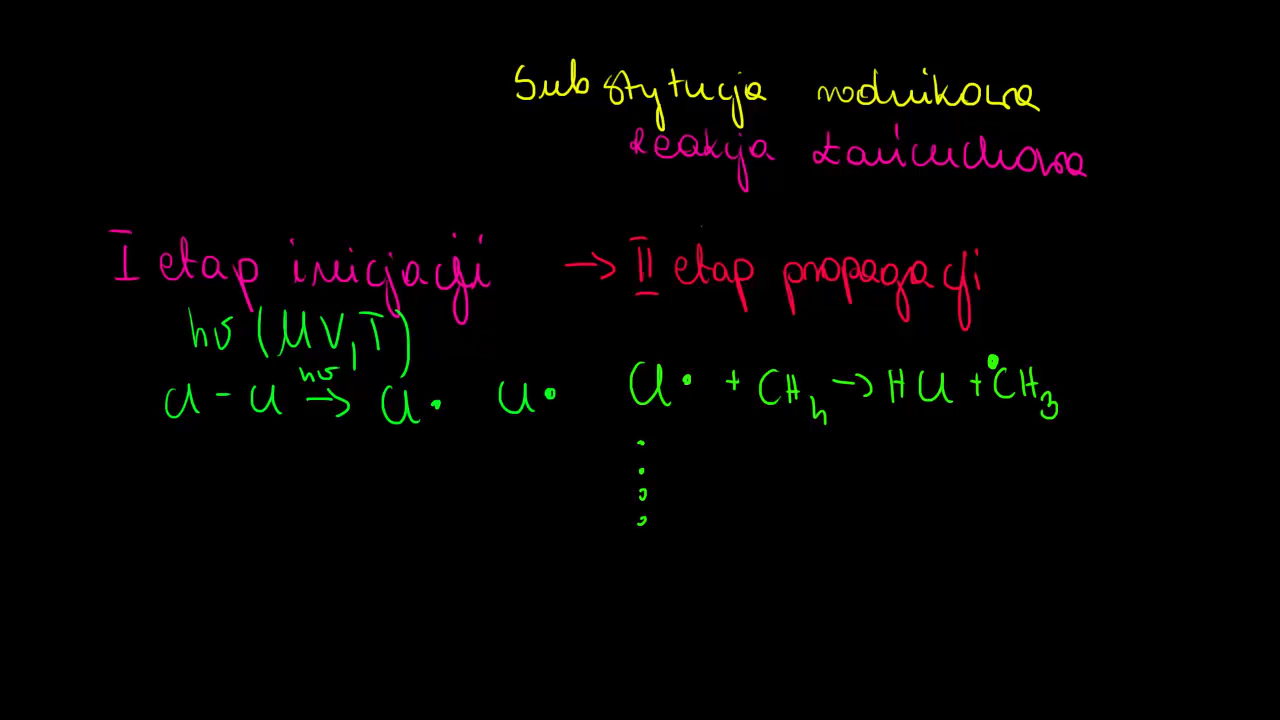 Substytucja rodnikowa
Reakcja Łańcuchowa
I etap inicjacji → II etap propagacji
hν (UV, T)
Cl - Cl hν → Cl• Cl•
Cl• + CH4 → HCl + •CH3